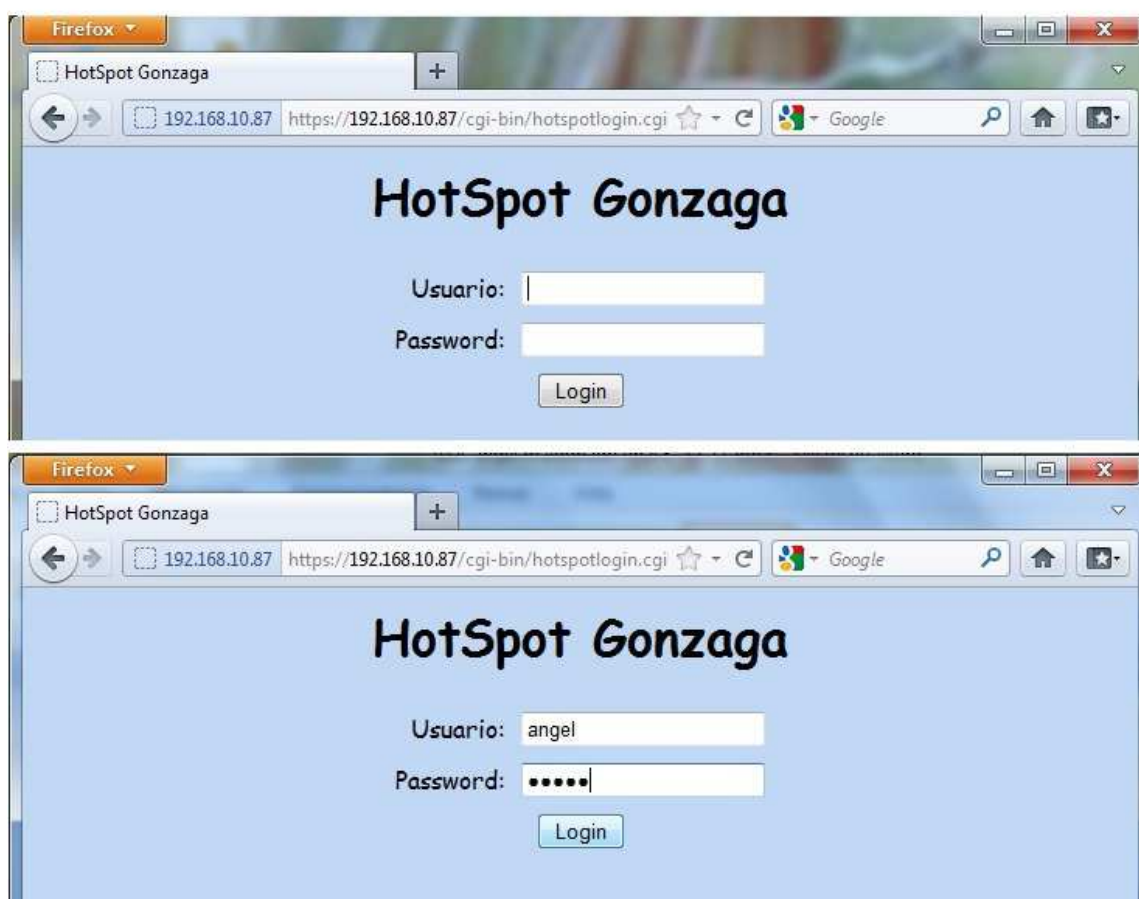 Firefox
HotSpot Gonzaga
192.168.10.87 https://192.168.10.87/cgi-bin/hotspotlogin.cgi Google
HotSpot Gonzaga
Usuario:
Password:
Login
Firefox
HotSpot Gonzaga
192.168.10.87 https://192.168.10.87/cgi-bin/hotspotlogin.cgi Google
HotSpot Gonzaga
Usuario: angel
Password: •••••
Login